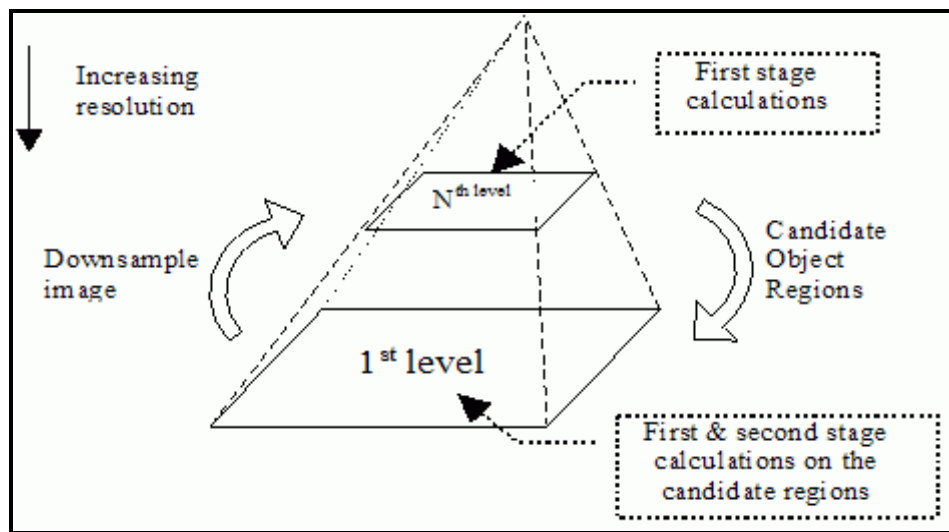 Increasing
resolution
First stage
calculations
Nth level
Downsample
image
Candidate
Object
Regions
1st level
First & second stage
calculations on the
candidate regions